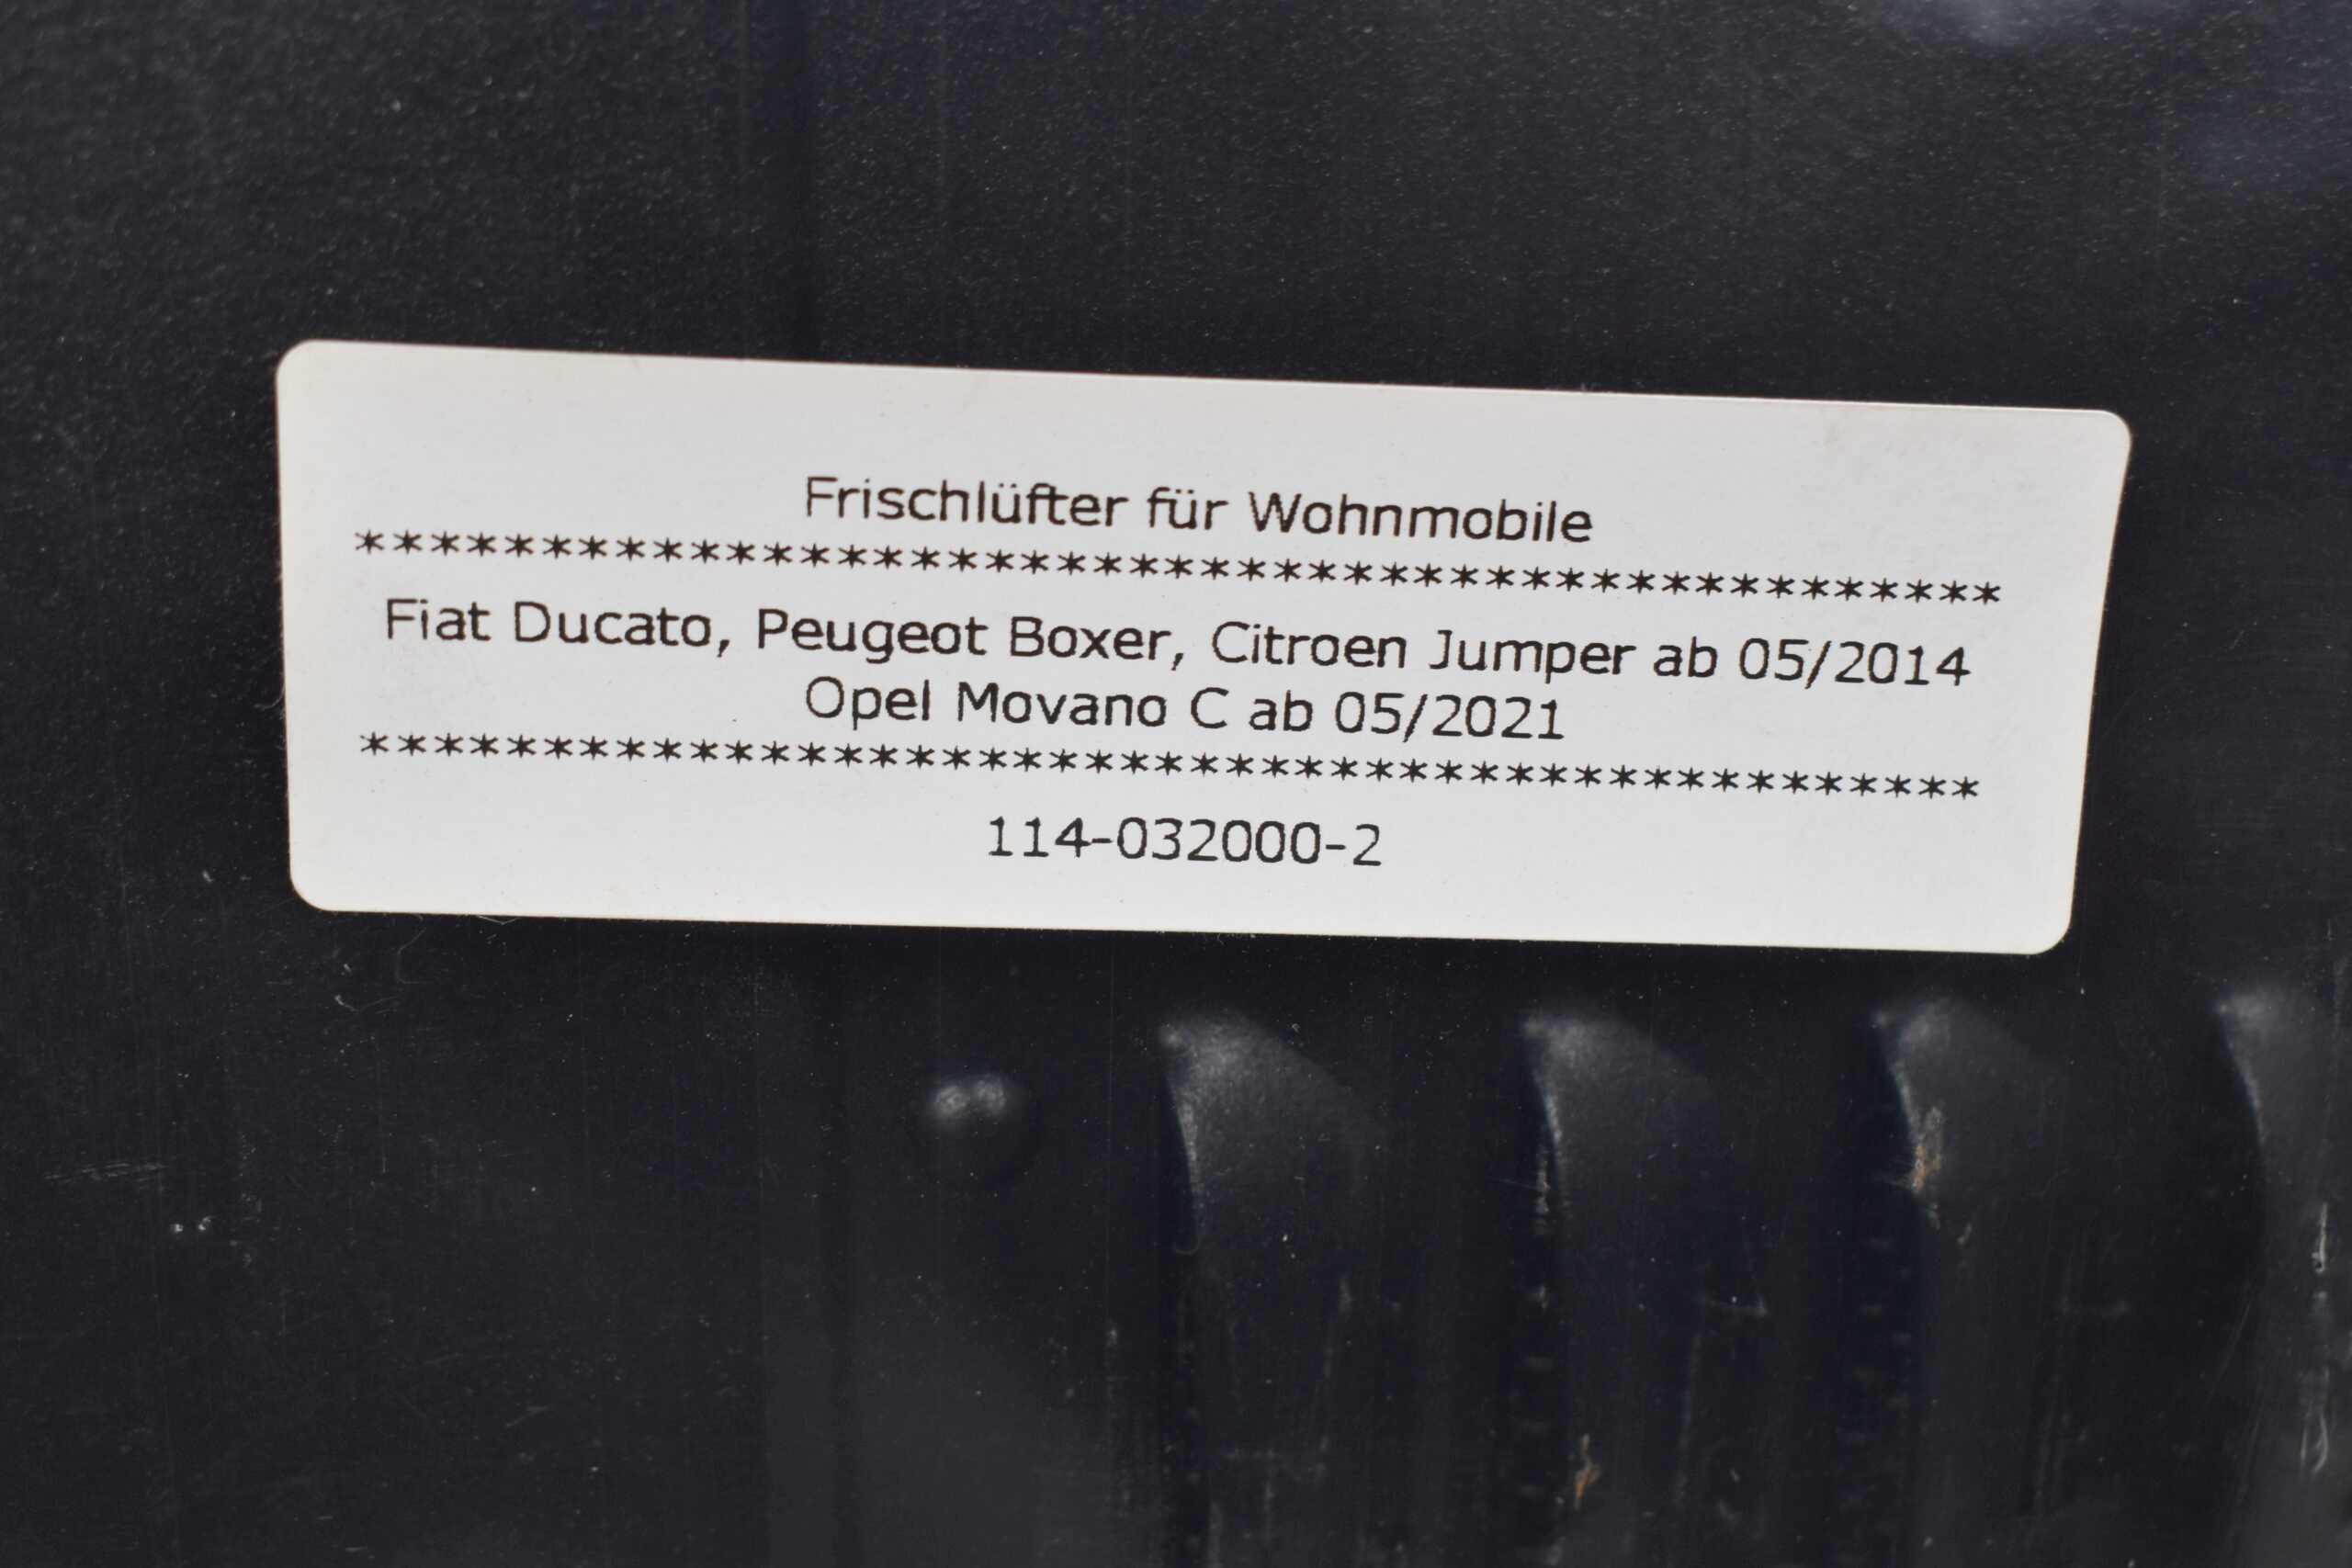 Frischlüfter für Wohnmobile
**********************************************
Fiat Ducato, Peugeot Boxer, Citroen Jumper ab 05/2014
Opel Movano C ab 05/2021
**********************************************
114-032000-2